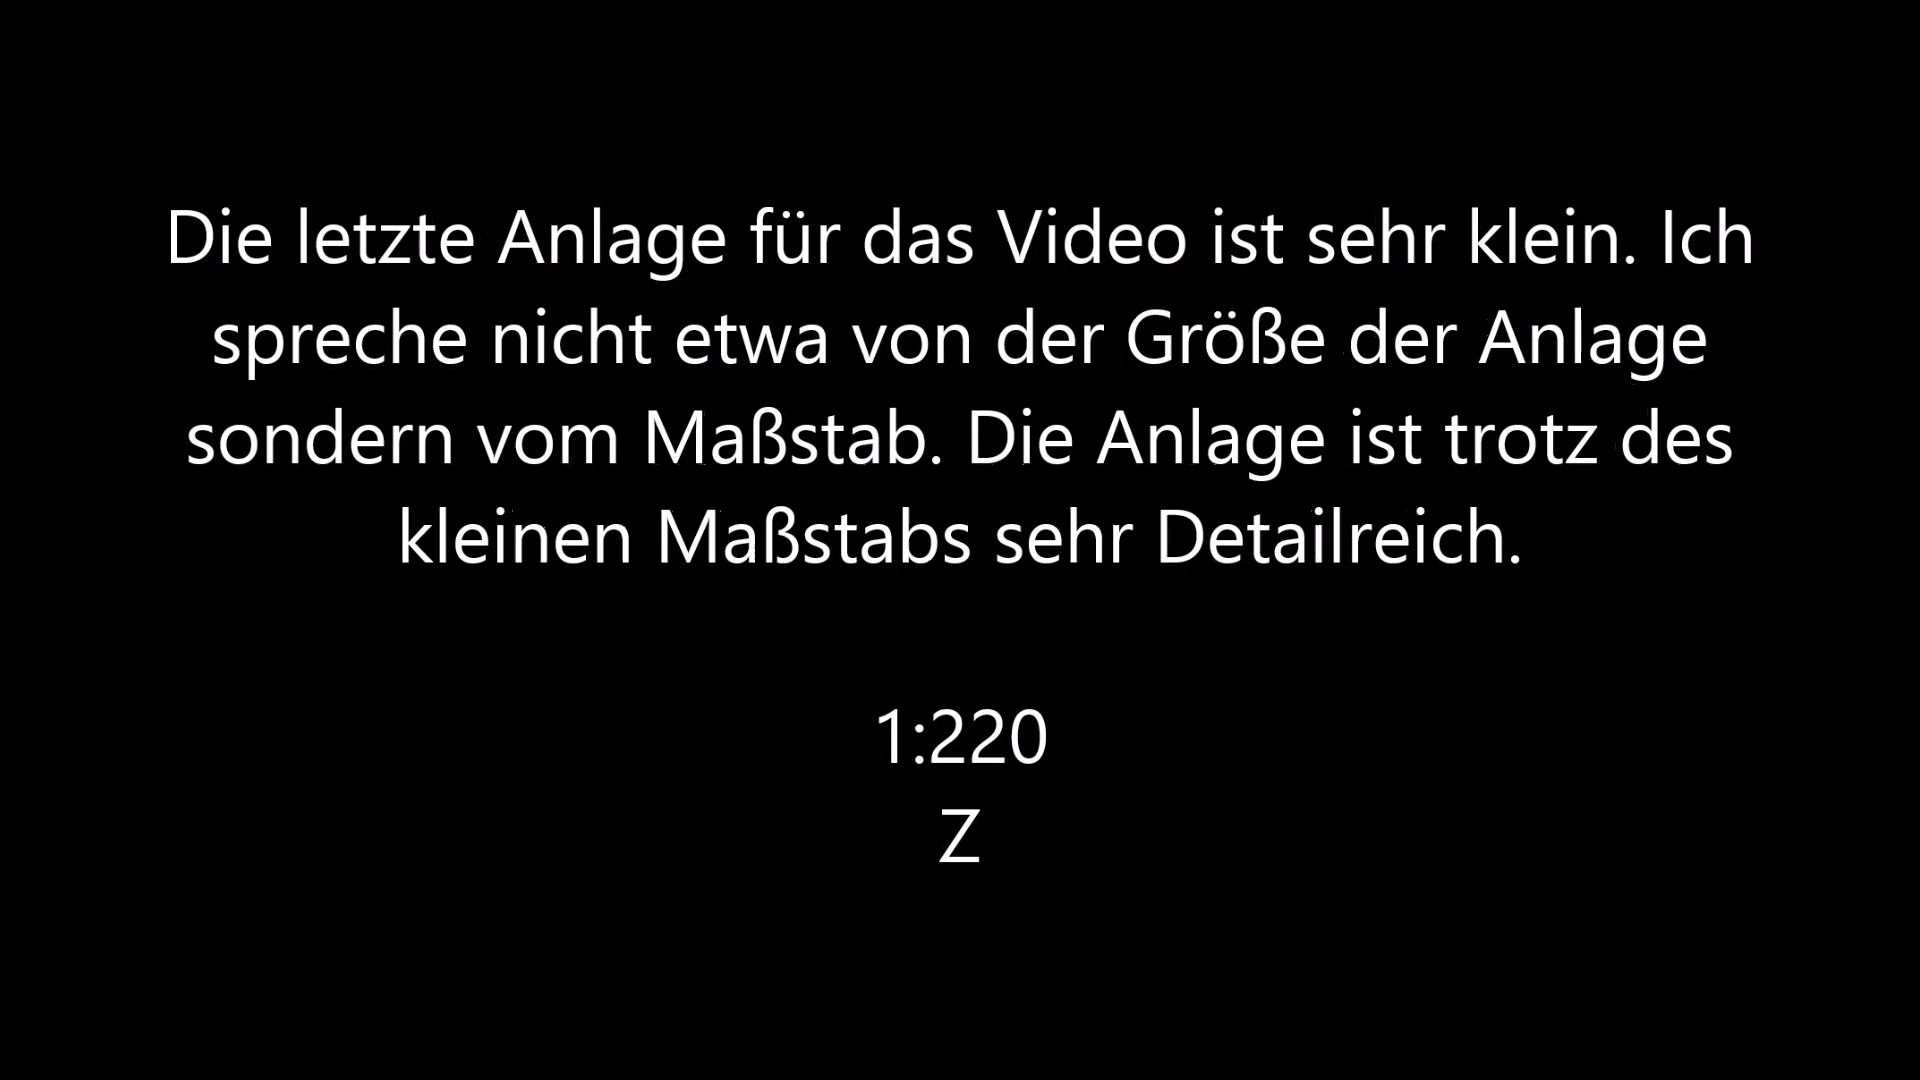 Die letzte Anlage für das Video ist sehr klein. Ich
spreche nicht etwa von der Größe der Anlage
sondern vom Maßstab. Die Anlage ist trotz des
kleinen Maßstabs sehr Detailreich.
1:220
Z